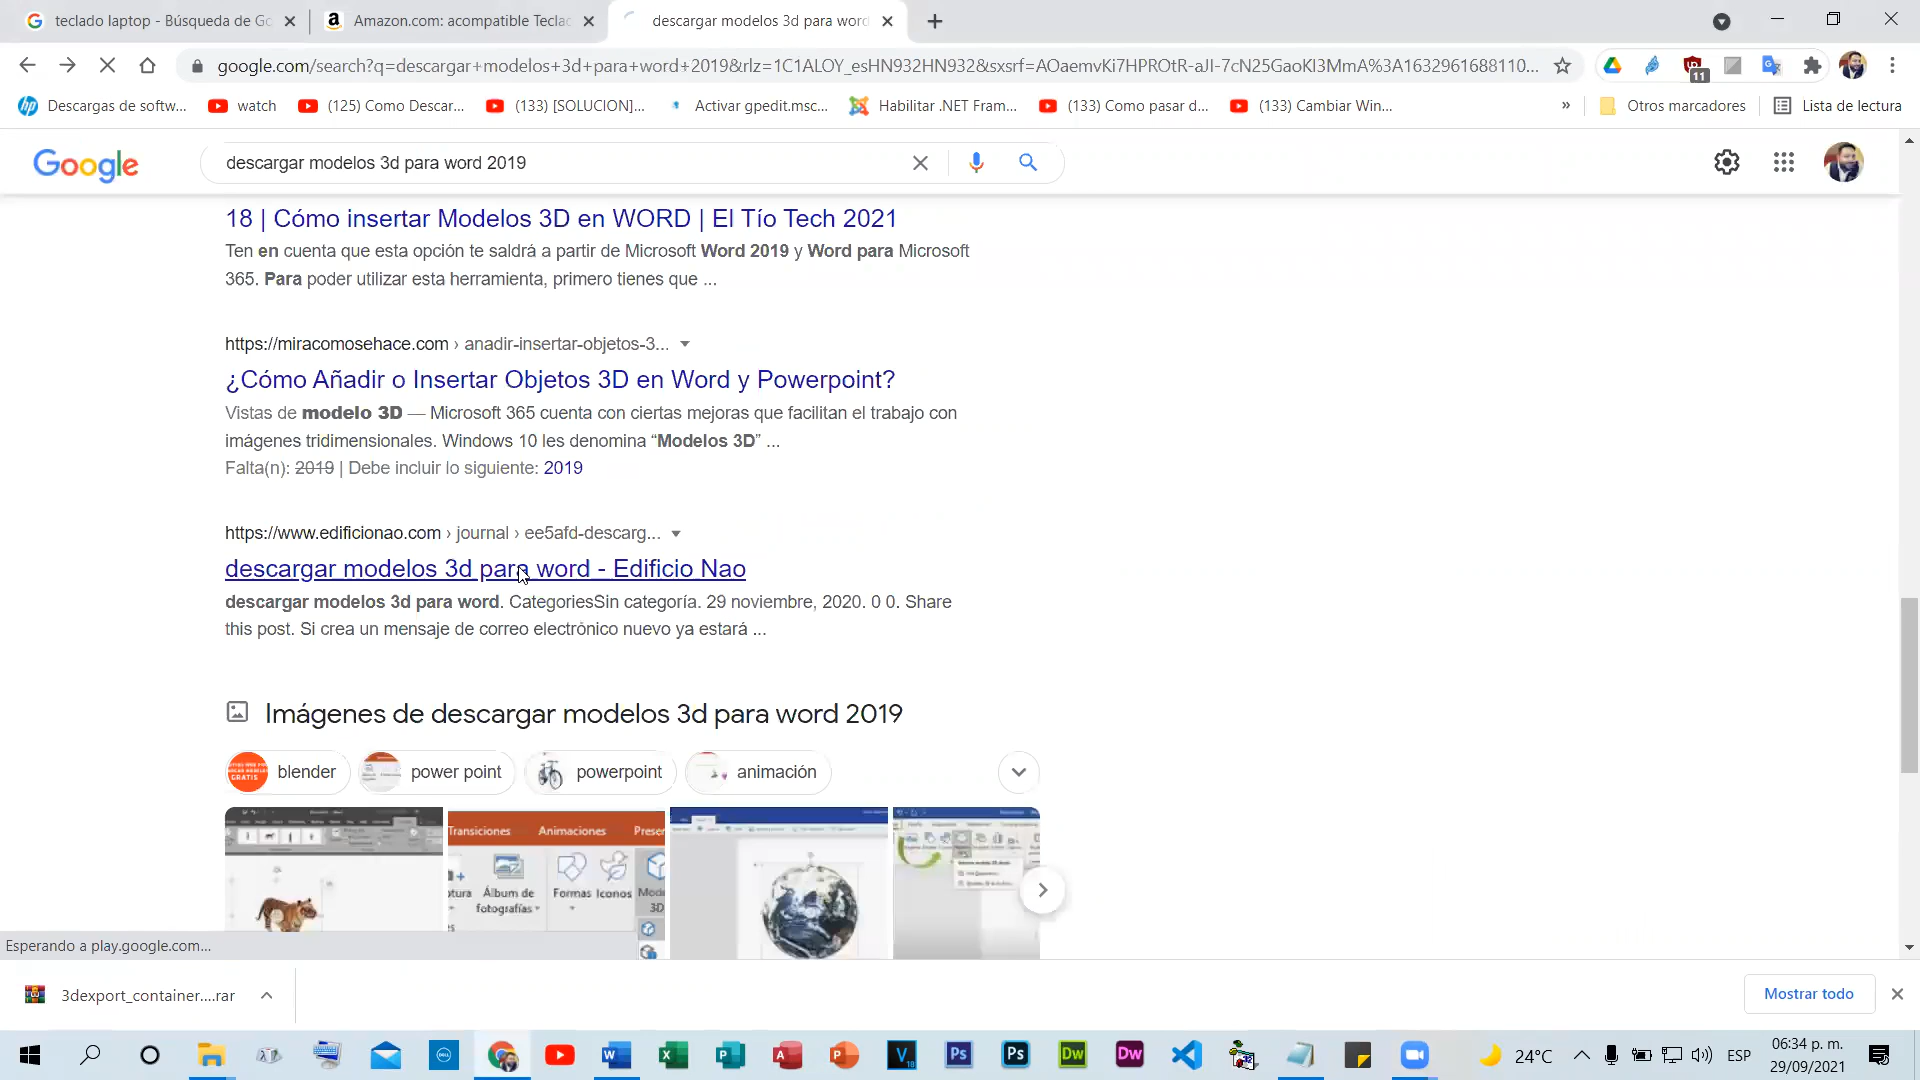 teclado laptop - Búsqueda de Go
Amazon.com: acompatible Teclac
descargar modelos 3d para word
google.com/search?q=descargar+modelos+3d+para+word+2019&rlz=1C1ALOY_esHN932HN932&sxsrf=AOaemvKi7HPROtR-aJI-7cN25GaoKI3MmA%3A1632961688110...
11
Descargas de softw...
watch
(125) Como Descar...
(133) [SOLUCION]...
Activar gpedit.msc...
Habilitar .NET Fram...
(133) Como pasar d...
(133) Cambiar Win...
»
Otros marcadores
Lista de lectura
Google
descargar modelos 3d para word 2019
18 | Cómo insertar Modelos 3D en WORD | El Tío Tech 2021
Ten en cuenta que esta opción te saldrá a partir de Microsoft Word 2019 y Word para Microsoft
365. Para poder utilizar esta herramienta, primero tienes que ...
https://miracomosehace.com › anadir-insertar-objetos-3...
¿Cómo Añadir o Insertar Objetos 3D en Word y Powerpoint?
Vistas de modelo 3D — Microsoft 365 cuenta con ciertas mejoras que facilitan el trabajo con
imágenes tridimensionales. Windows 10 les denomina “Modelos 3D” ...
Falta(n): 2019 | Debe incluir lo siguiente: 2019
https://www.edificionao.com › journal › ee5afd-descarg...
descargar modelos 3d para word - Edificio Nao
descargar modelos 3d para word. CategoriesSin categoría. 29 noviembre, 2020. 0 0. Share
this post. Si crea un mensaje de correo electrónico nuevo ya estará ...
Imágenes de descargar modelos 3d para word 2019
blender
power point
powerpoint
animación
Transiciones
Animaciones
Presen
Álbum de
fotografías
Formas
Iconos
3D
Esperando a play.google.com...
3dexport_container....rar
Mostrar todo
24°C
ESP
06:34 p. m.
29/09/2021